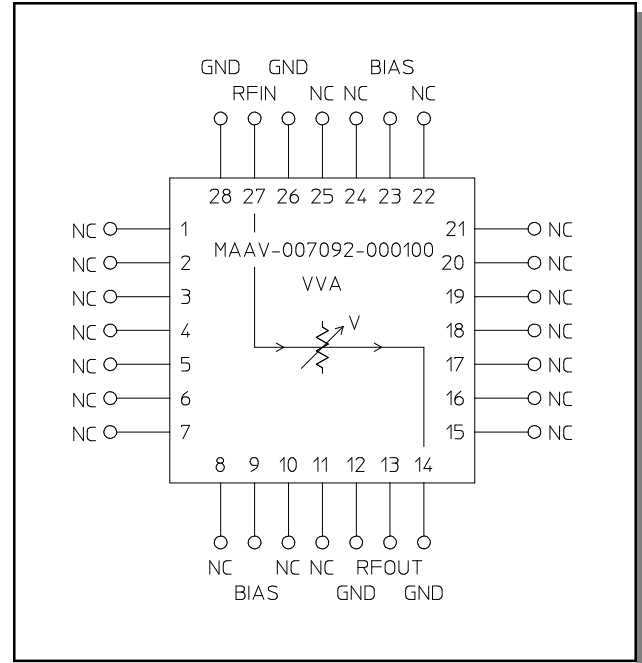 GND GND BIAS
RFIN NC NC NC
28 27 26 25 24 23 22
NC 1 21 NC
MAAV-007092-000100
NC 2 20 NC
VVA
NC 3 19 NC
V
NC 4 18 NC
NC 5 17 NC
NC 6 16 NC
NC 7 15 NC
8 9 10 11 12 13 14
NC NC NC RFOUT
BIAS GND GND